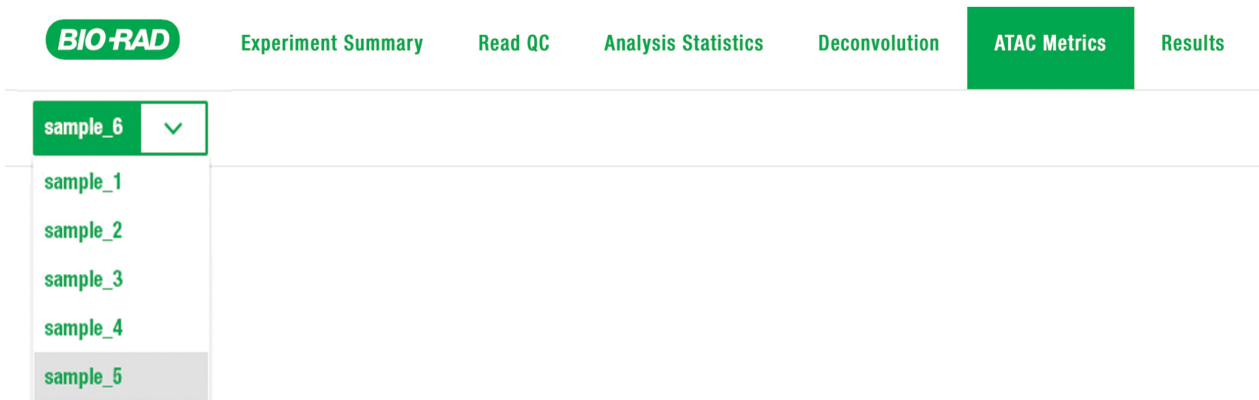 BIO-RAD Experiment Summary Read QC Analysis Statistics Deconvolution ATAC Metrics Results
sample_6
sample_1
sample_2
sample_3
sample_4
sample_5